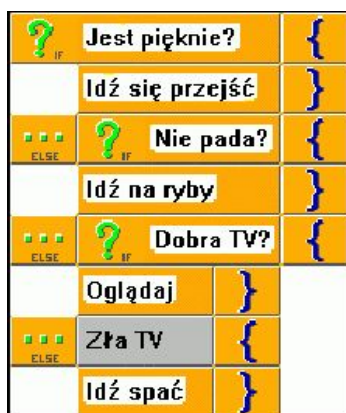 IF Jest pięknie? {
Idź się przejść }
ELSE IF Nie pada? {
Idź na ryby }
ELSE IF Dobra TV? {
Oglądaj }
ELSE Zła TV {
Idź spać }